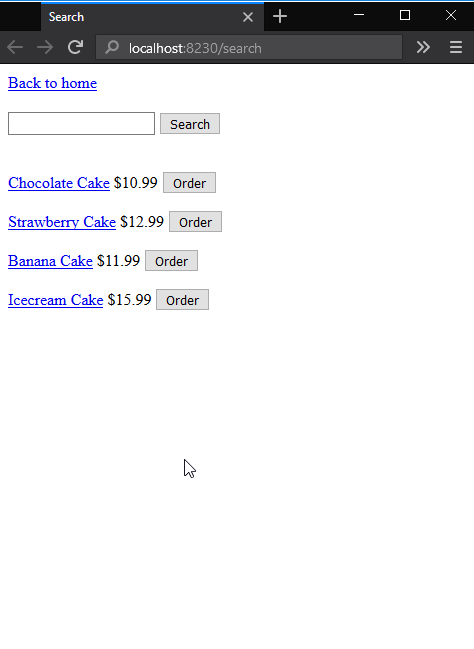 Search
localhost:8230/search
Back to home
Search
Chocolate Cake $10.99 Order
Strawberry Cake $12.99 Order
Banana Cake $11.99 Order
Icecream Cake $15.99 Order